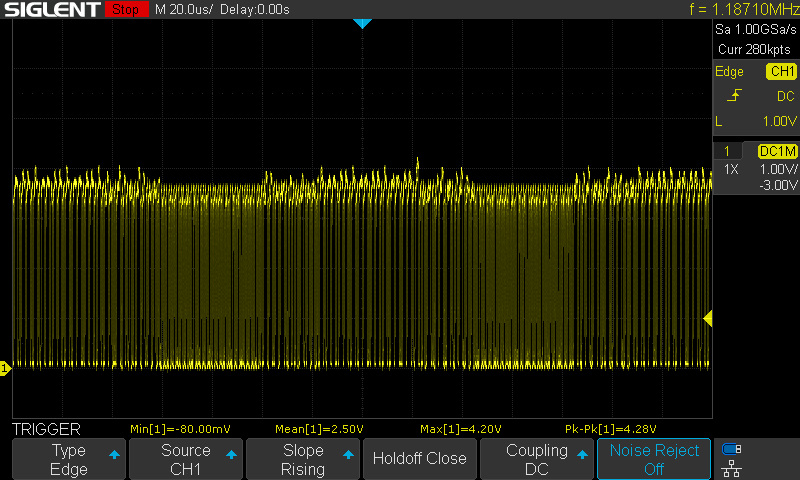 SIGLENT Stop M 20.0us/ Delay:0.00s f = 1.18710MHz
Sa 1.00GSa/s
Curr 280kpts
Edge CH1
DC
L 1.00V
1 DC1M
1X 1.00V/
-3.00V
1
TRIGGER Min[1]=-80.00mV Mean[1]=2.50V Max[1]=4.20V Pk-Pk[1]=4.28V
Type Source Slope Holdoff Close Coupling Noise Reject
Edge CH1 Rising DC Off